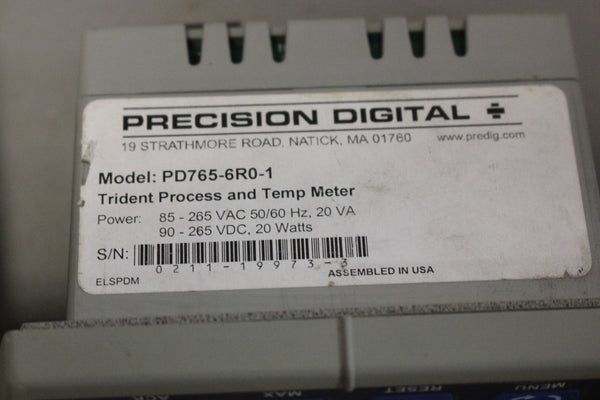 PRECISION DIGITAL
19 STRATHMORE ROAD, NATICK, MA 01760 www.predig.com
Model: PD765-6R0-1
Trident Process and Temp Meter
Power: 85 - 265 VAC 50/60 Hz, 20 VA
90 - 265 VDC, 20 Watts
S/N:
0211-19973-3
ELSPDM ASSEMBLED IN USA
ACK MAX RESET MENU